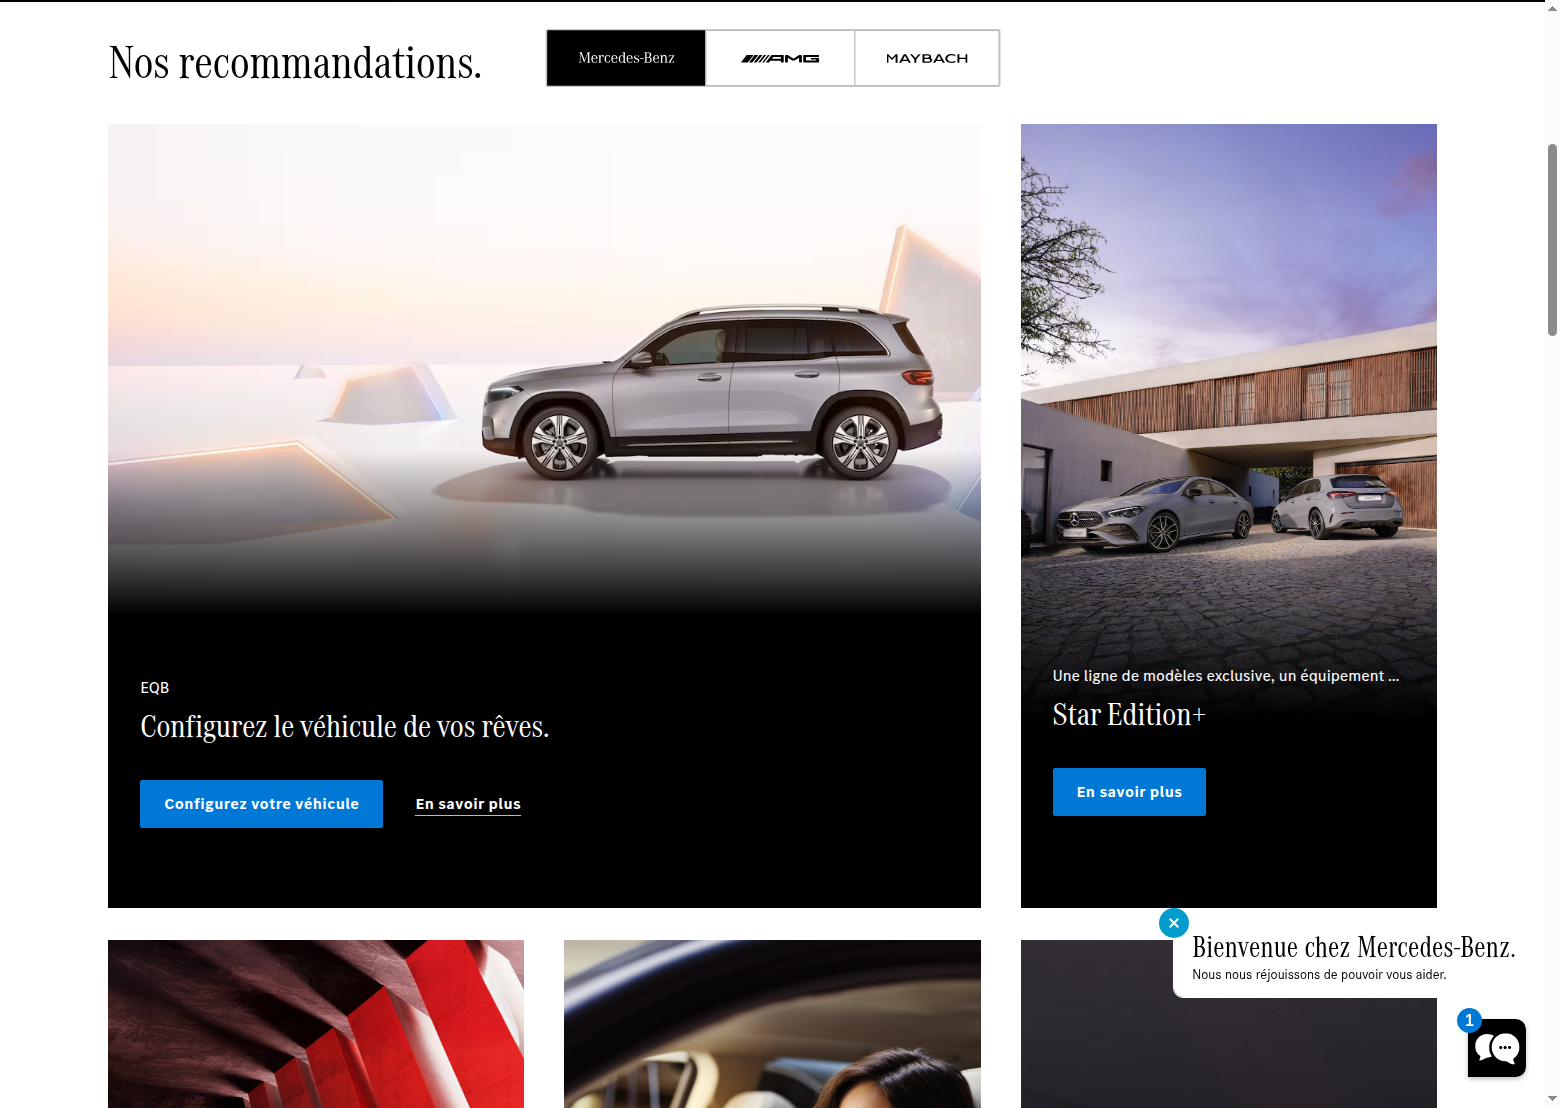 Nos recommandations.
Mercedes-Benz
AMG
MAYBACH
EQB
Configurez le véhicule de vos rêves.
Configurez votre véhicule
En savoir plus
Une ligne de modèles exclusive, un équipement ...
Star Edition+
En savoir plus
Bienvenue chez Mercedes-Benz.
Nous nous réjouissons de pouvoir vous aider.
1